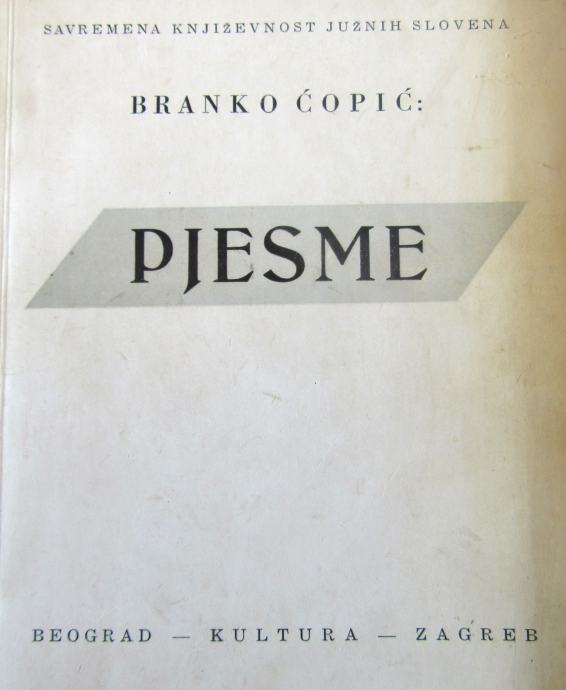 SAVREMENA KNJIŽEVNOST JUŽNIH SLOVENA
BRANKO ĆOPIĆ:
PJESME
BEOGRAD — KULTURA — ZAGREB